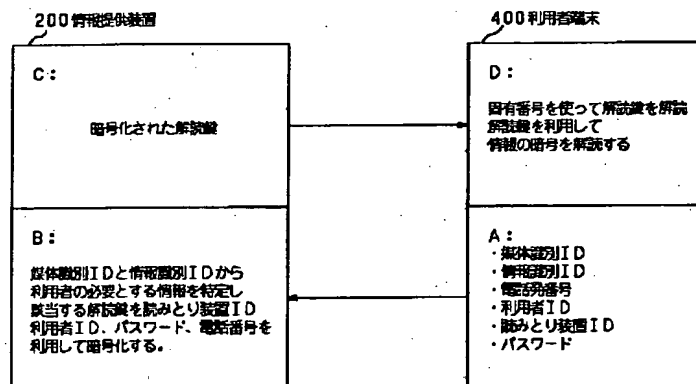 200情報提供装置
400利用者端末
C:
暗号化された解読鍵
D:
固有番号を使って解読鍵を解読
解読鍵を利用して
情報の暗号を解読する
B:
媒体識別IDと情報識別IDから
利用者の必要とする情報を特定し
該当する解読鍵を読みとり装置ID
利用者ID、パスワード、電話番号を
利用して暗号化する。
A:
・媒体識別ID
・情報識別ID
・電話発番号
・利用者ID
・読みとり装置ID
・パスワード